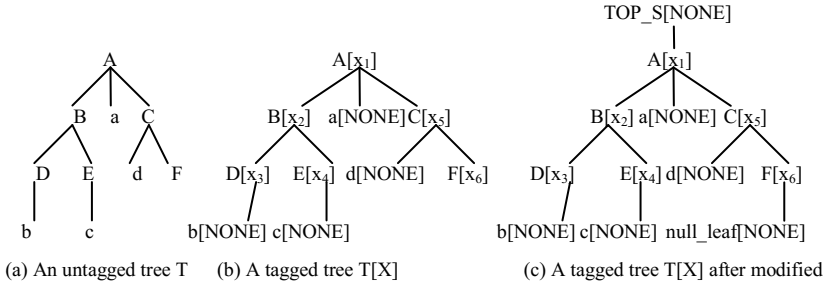 TOP_S[NONE]
A A[x₁] A[x₁]
B a C B[x₂] a[NONE] C[x₅] B[x₂] a[NONE] C[x₅]
D E d F D[x₃] E[x₄] d[NONE] F[x₆] D[x₃] E[x₄] d[NONE] F[x₆]
b c b[NONE] c[NONE] b[NONE] c[NONE] null_leaf[NONE]
(a) An untagged tree T (b) A tagged tree T[X] (c) A tagged tree T[X] after modified